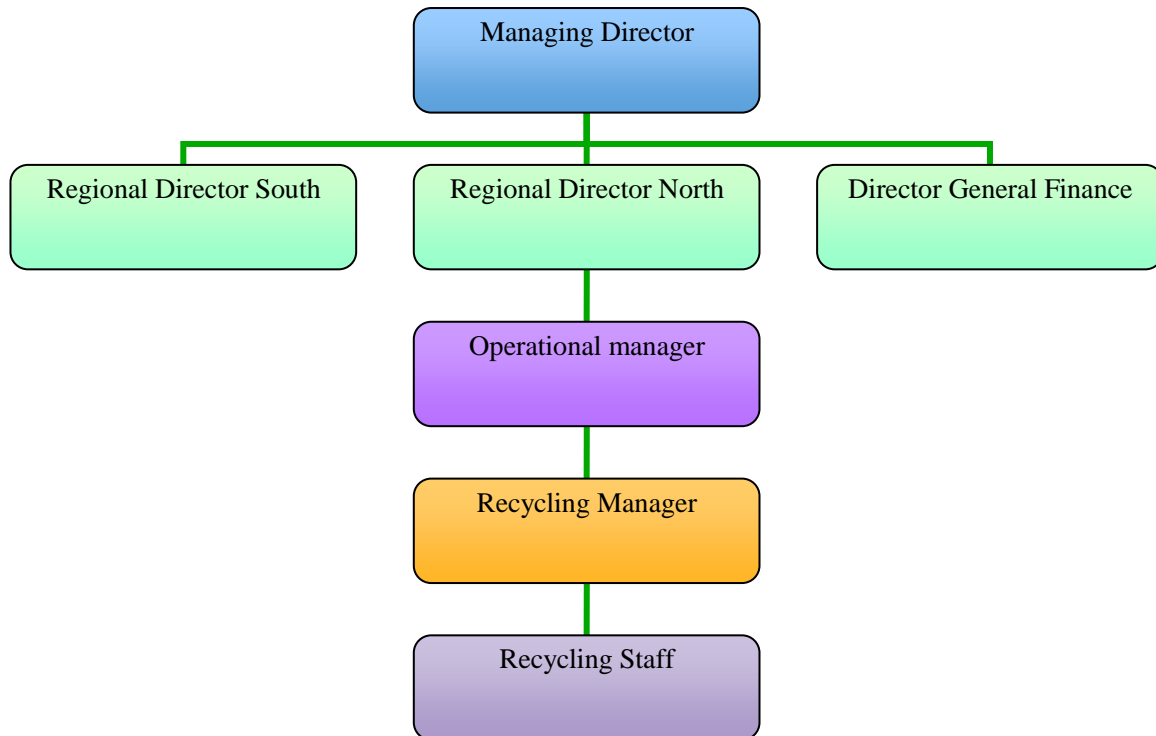 Managing Director
Regional Director South
Regional Director North
Director General Finance
Operational manager
Recycling Manager
Recycling Staff